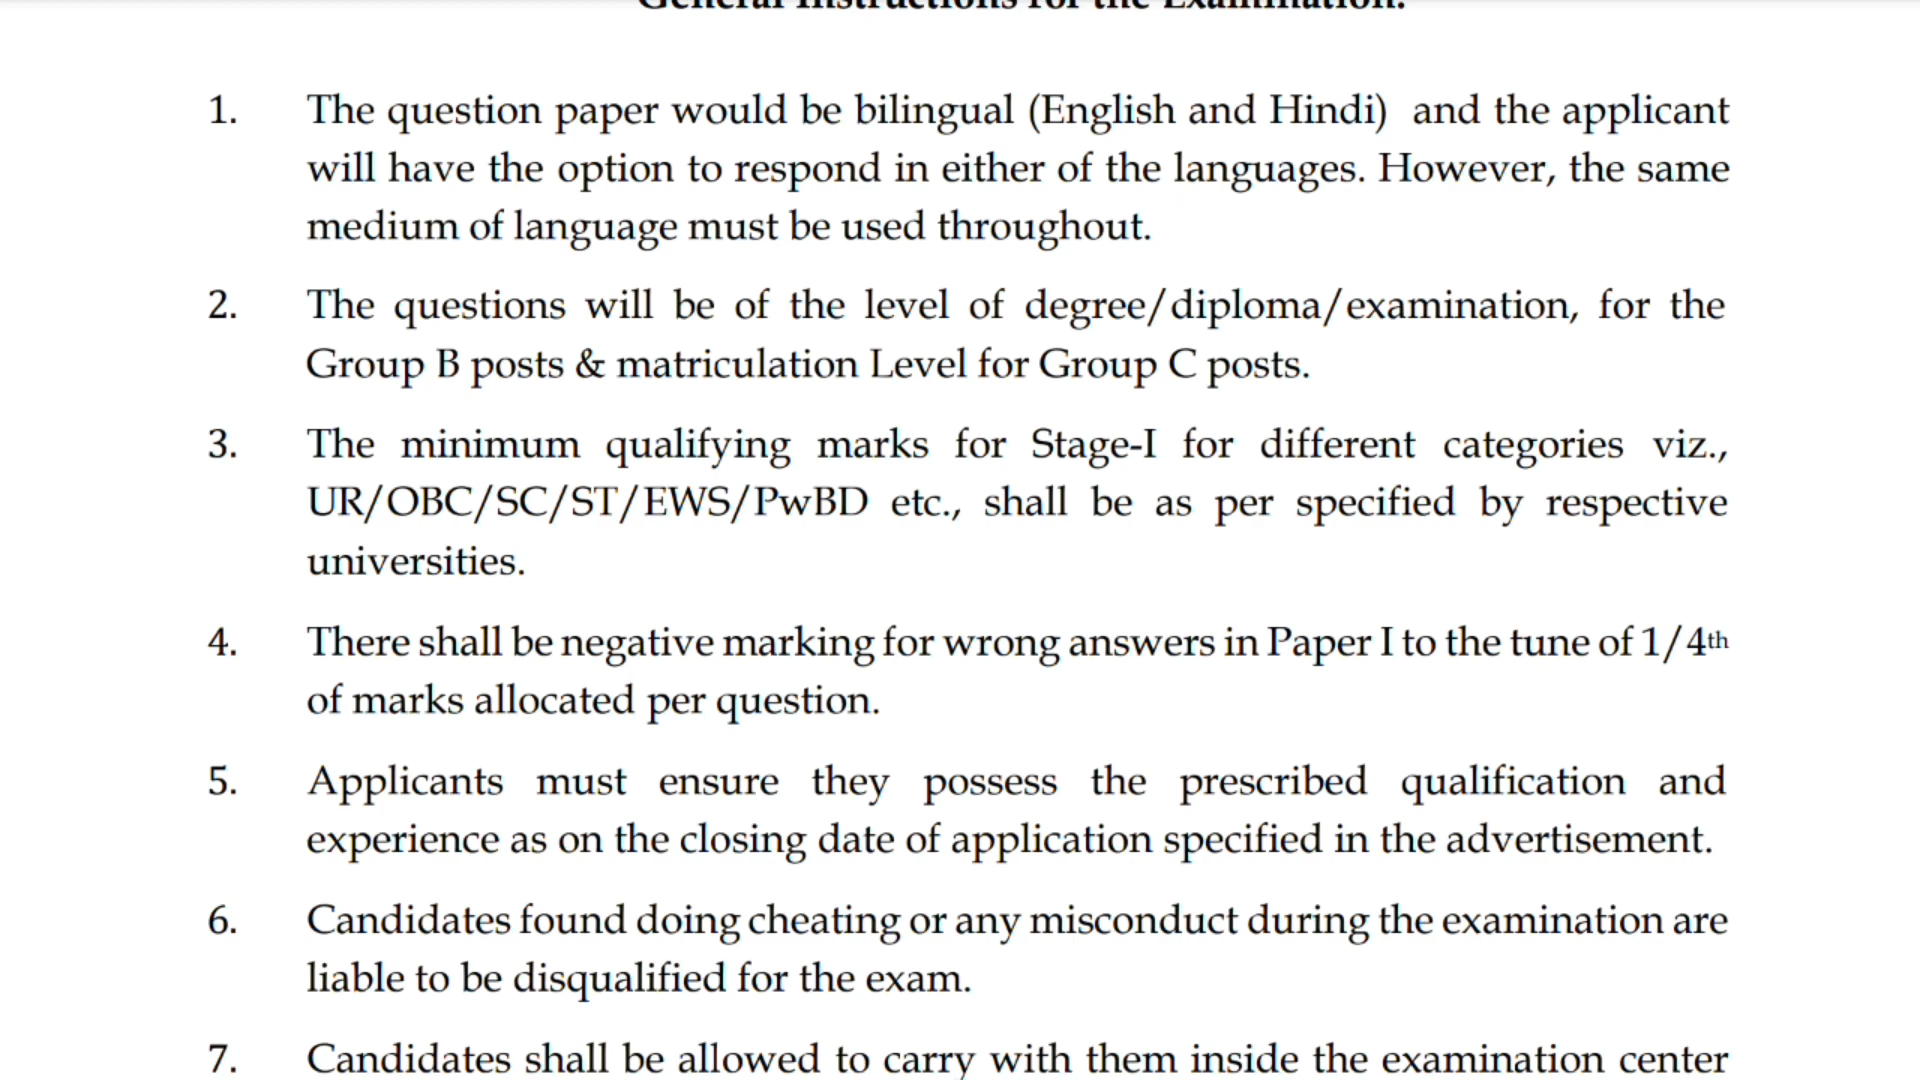 General Instructions for the Examination:
1. The question paper would be bilingual (English and Hindi) and the applicant
will have the option to respond in either of the languages. However, the same
medium of language must be used throughout.
2. The questions will be of the level of degree/diploma/examination, for the
Group B posts & matriculation Level for Group C posts.
3. The minimum qualifying marks for Stage-I for different categories viz.,
UR/OBC/SC/ST/EWS/PwBD etc., shall be as per specified by respective
universities.
4. There shall be negative marking for wrong answers in Paper I to the tune of 1/4th
of marks allocated per question.
5. Applicants must ensure they possess the prescribed qualification and
experience as on the closing date of application specified in the advertisement.
6. Candidates found doing cheating or any misconduct during the examination are
liable to be disqualified for the exam.
7. Candidates shall be allowed to carry with them inside the examination center